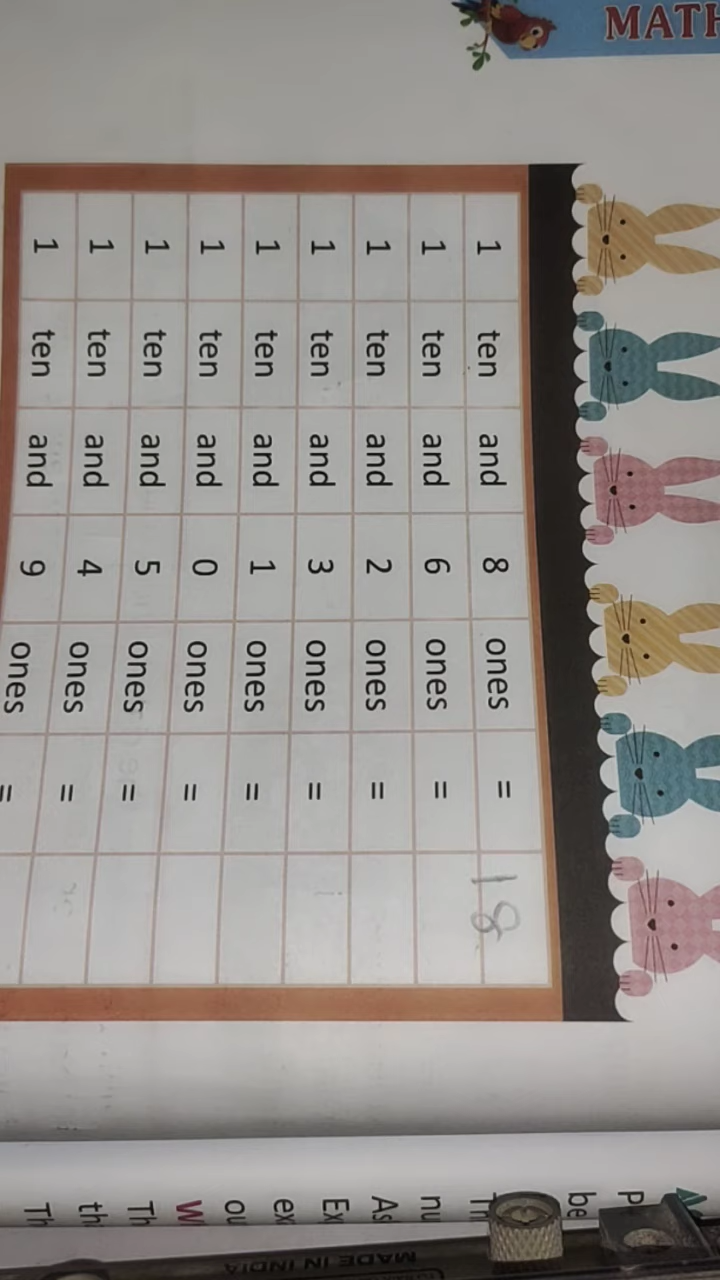 MATH
1 ten and 8 ones = 18
1 ten and 6 ones =
1 ten and 2 ones =
1 ten and 3 ones =
1 ten and 1 ones =
1 ten and 0 ones =
1 ten and 5 ones =
1 ten and 4 ones =
1 ten and 9 ones =
MADE IN INDIA